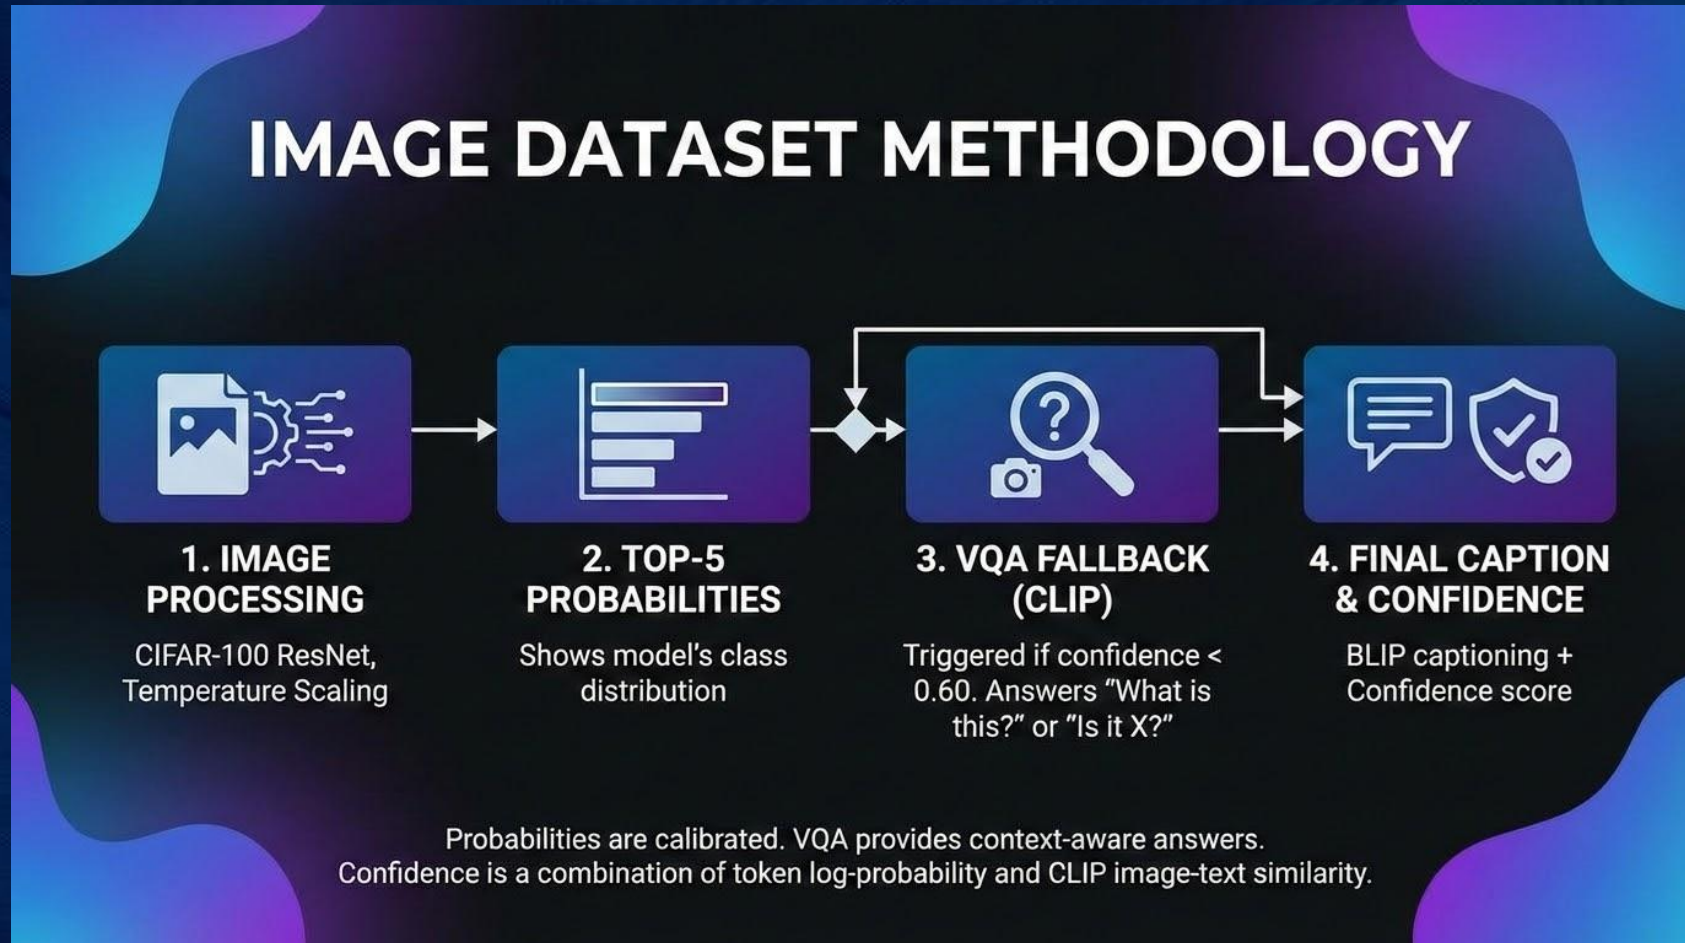 IMAGE DATASET METHODOLOGY
1. IMAGE
PROCESSING
CIFAR-100 ResNet,
Temperature Scaling
2. TOP-5
PROBABILITIES
Shows model's class
distribution
3. VQA FALLBACK
(CLIP)
Triggered if confidence <
0.60. Answers "What is
this?" or "Is it X?"
4. FINAL CAPTION
& CONFIDENCE
BLIP captioning +
Confidence score
Probabilities are calibrated. VQA provides context-aware answers.
Confidence is a combination of token log-probability and CLIP image-text similarity.